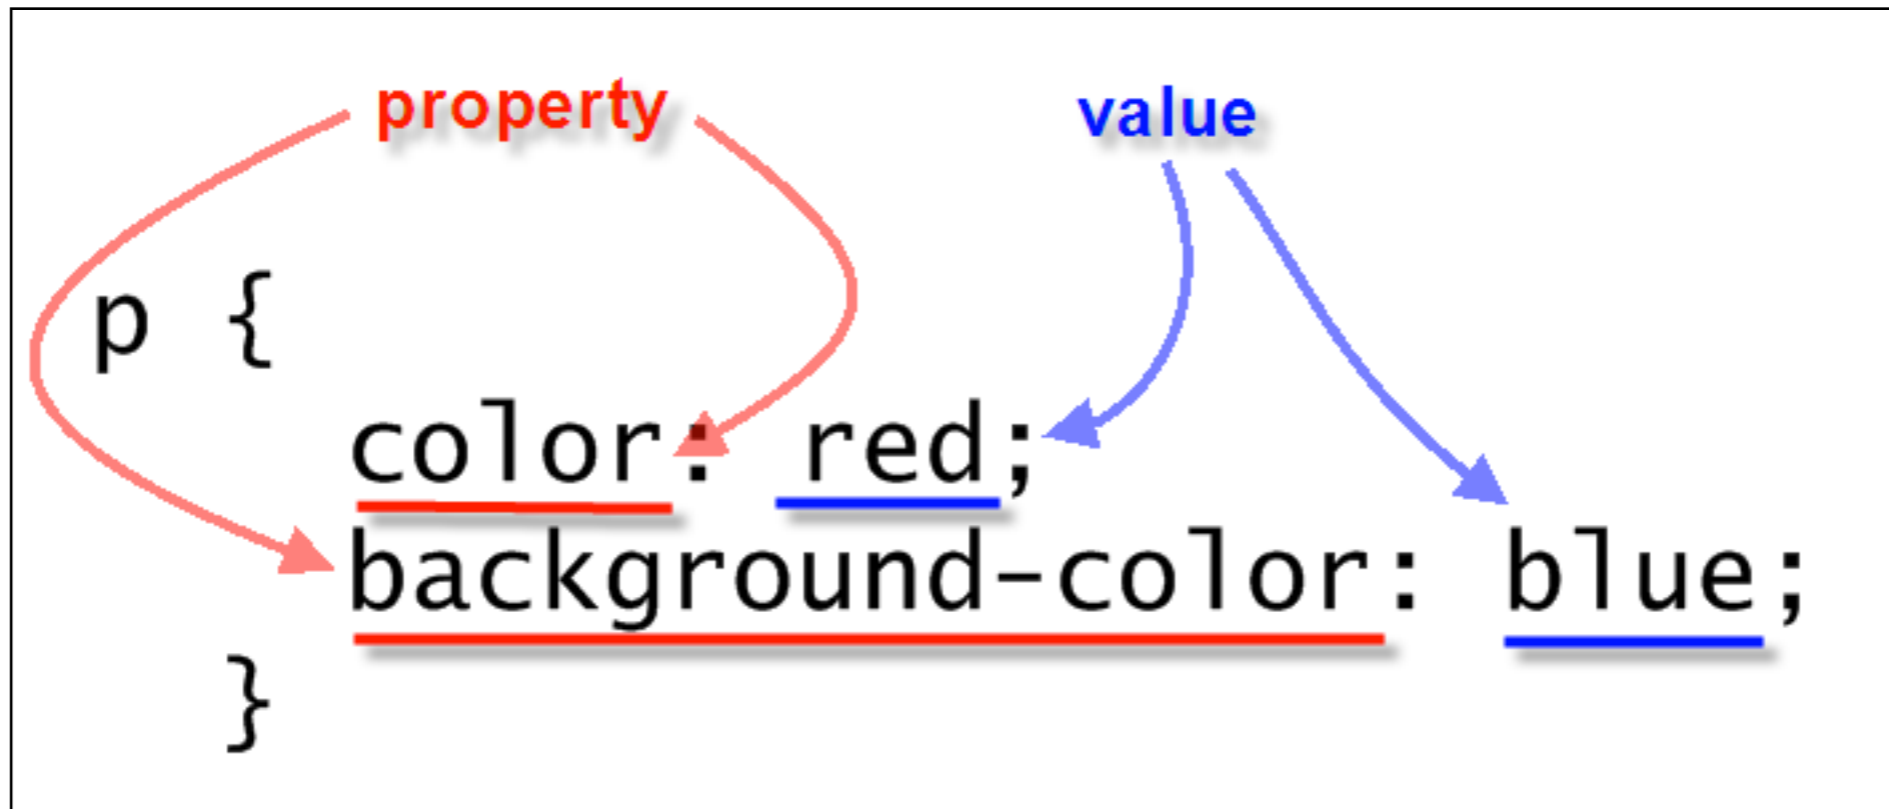 property value
p {
color: red;
background-color: blue;
}